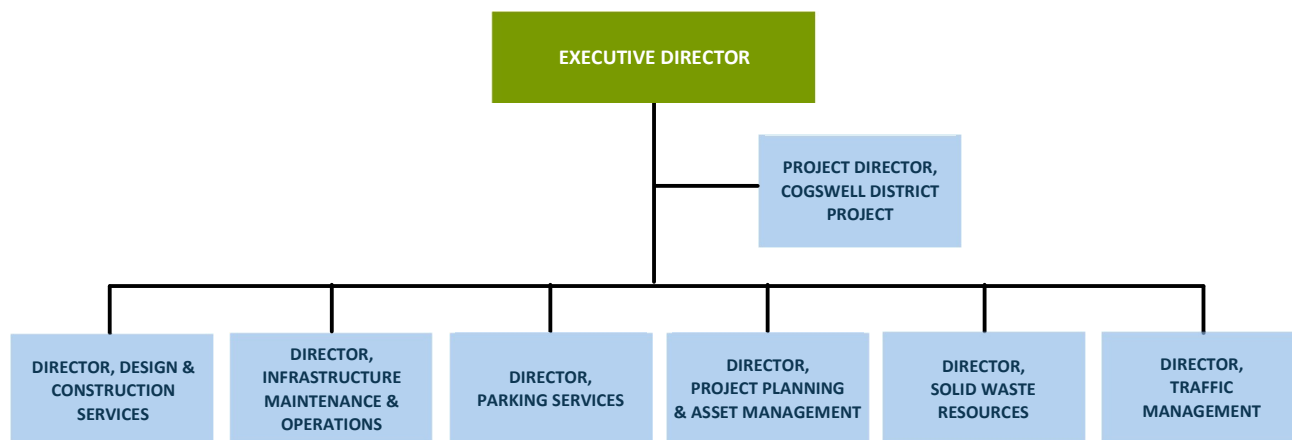 EXECUTIVE DIRECTOR
PROJECT DIRECTOR,
COGSWELL DISTRICT
PROJECT
DIRECTOR, DESIGN &
CONSTRUCTION
SERVICES
DIRECTOR,
INFRASTRUCTURE
MAINTENANCE &
OPERATIONS
DIRECTOR,
PARKING SERVICES
DIRECTOR,
PROJECT PLANNING
& ASSET MANAGEMENT
DIRECTOR,
SOLID WASTE
RESOURCES
DIRECTOR,
TRAFFIC
MANAGEMENT